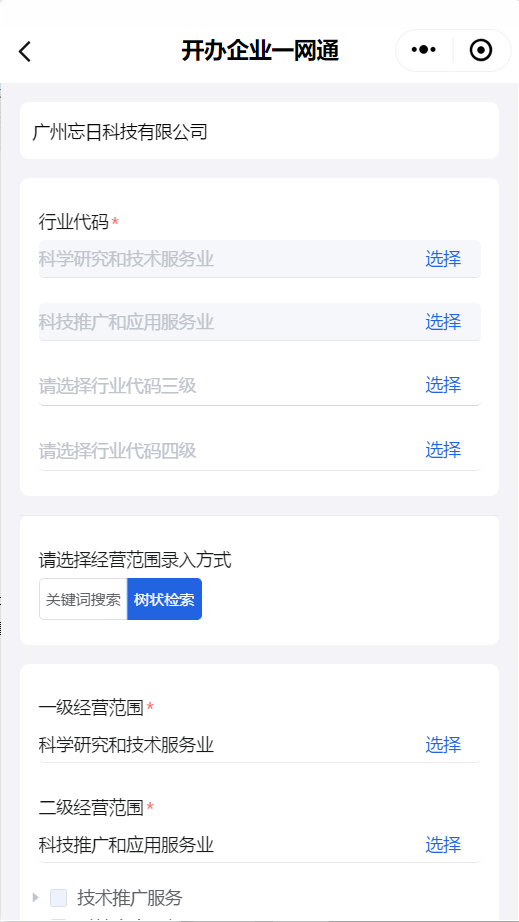 开办企业一网通
广州忘日科技有限公司
行业代码*
科学研究和技术服务业 选择
科技推广和应用服务业 选择
请选择行业代码三级 选择
请选择行业代码四级 选择
请选择经营范围录入方式
关键词搜索 树状检索
一级经营范围*
科学研究和技术服务业 选择
二级经营范围*
科技推广和应用服务业 选择
技术推广服务